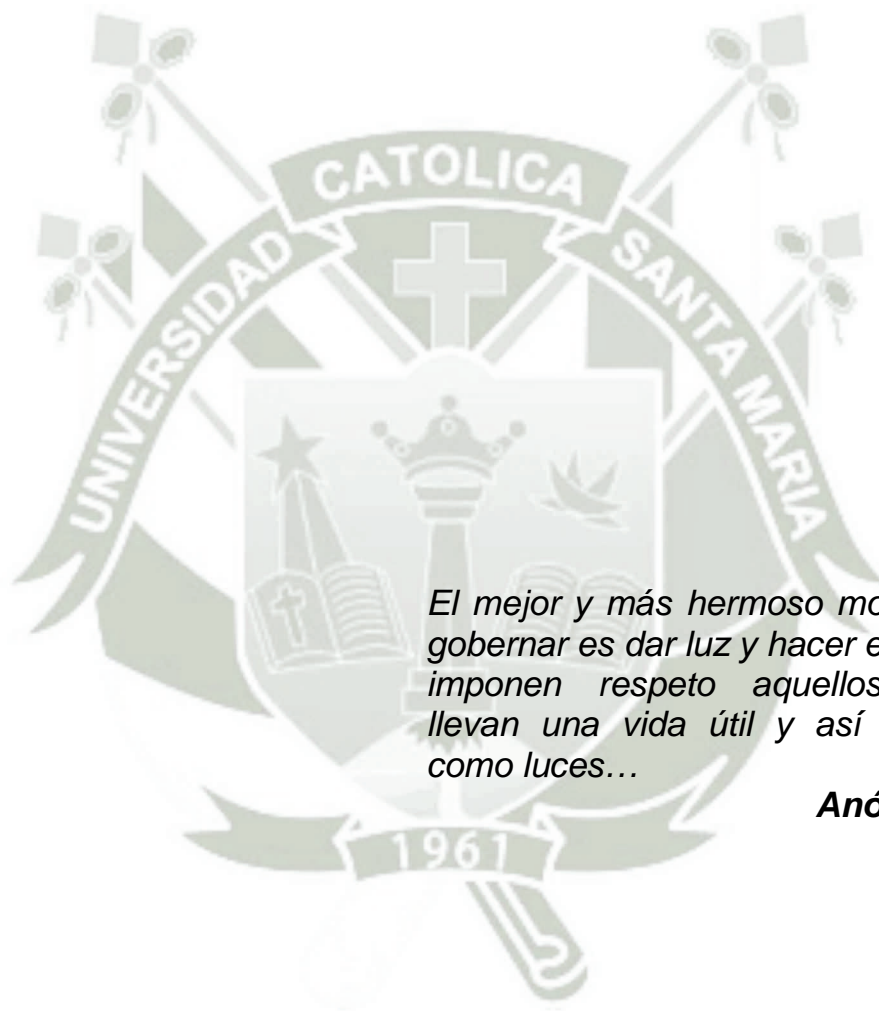 UNIVERSIDAD CATOLICA SANTA MARIA
El mejor y más hermoso
gobernar es dar luz y hacer
imponen respeto aquellos
llevan una vida útil y así
como luces…
1961